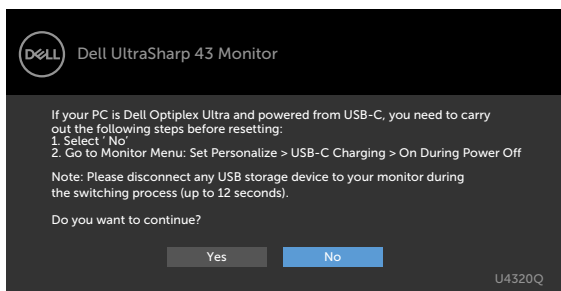 DELL
Dell UltraSharp 43 Monitor
If your PC is Dell Optiplex Ultra and powered from USB-C, you need to carry
out the following steps before resetting:
1. Select ‘ No’
2. Go to Monitor Menu: Set Personalize > USB-C Charging > On During Power Off
Note: Please disconnect any USB storage device to your monitor during
the switching process (up to 12 seconds).
Do you want to continue?
Yes No
U4320Q